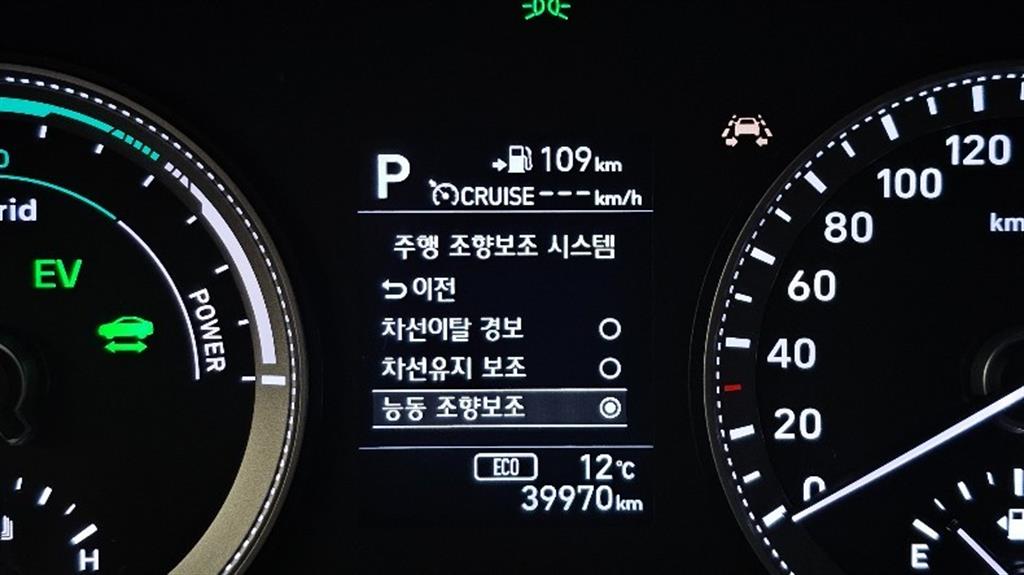 P
109km
CRUISE ---km/h
주행 조향보조 시스템
이전
차선이탈 경보
차선유지 보조
능동 조향보조
ECO 12℃
39970km
EV
POWER
H
120
100
80
60
40
20
0
E